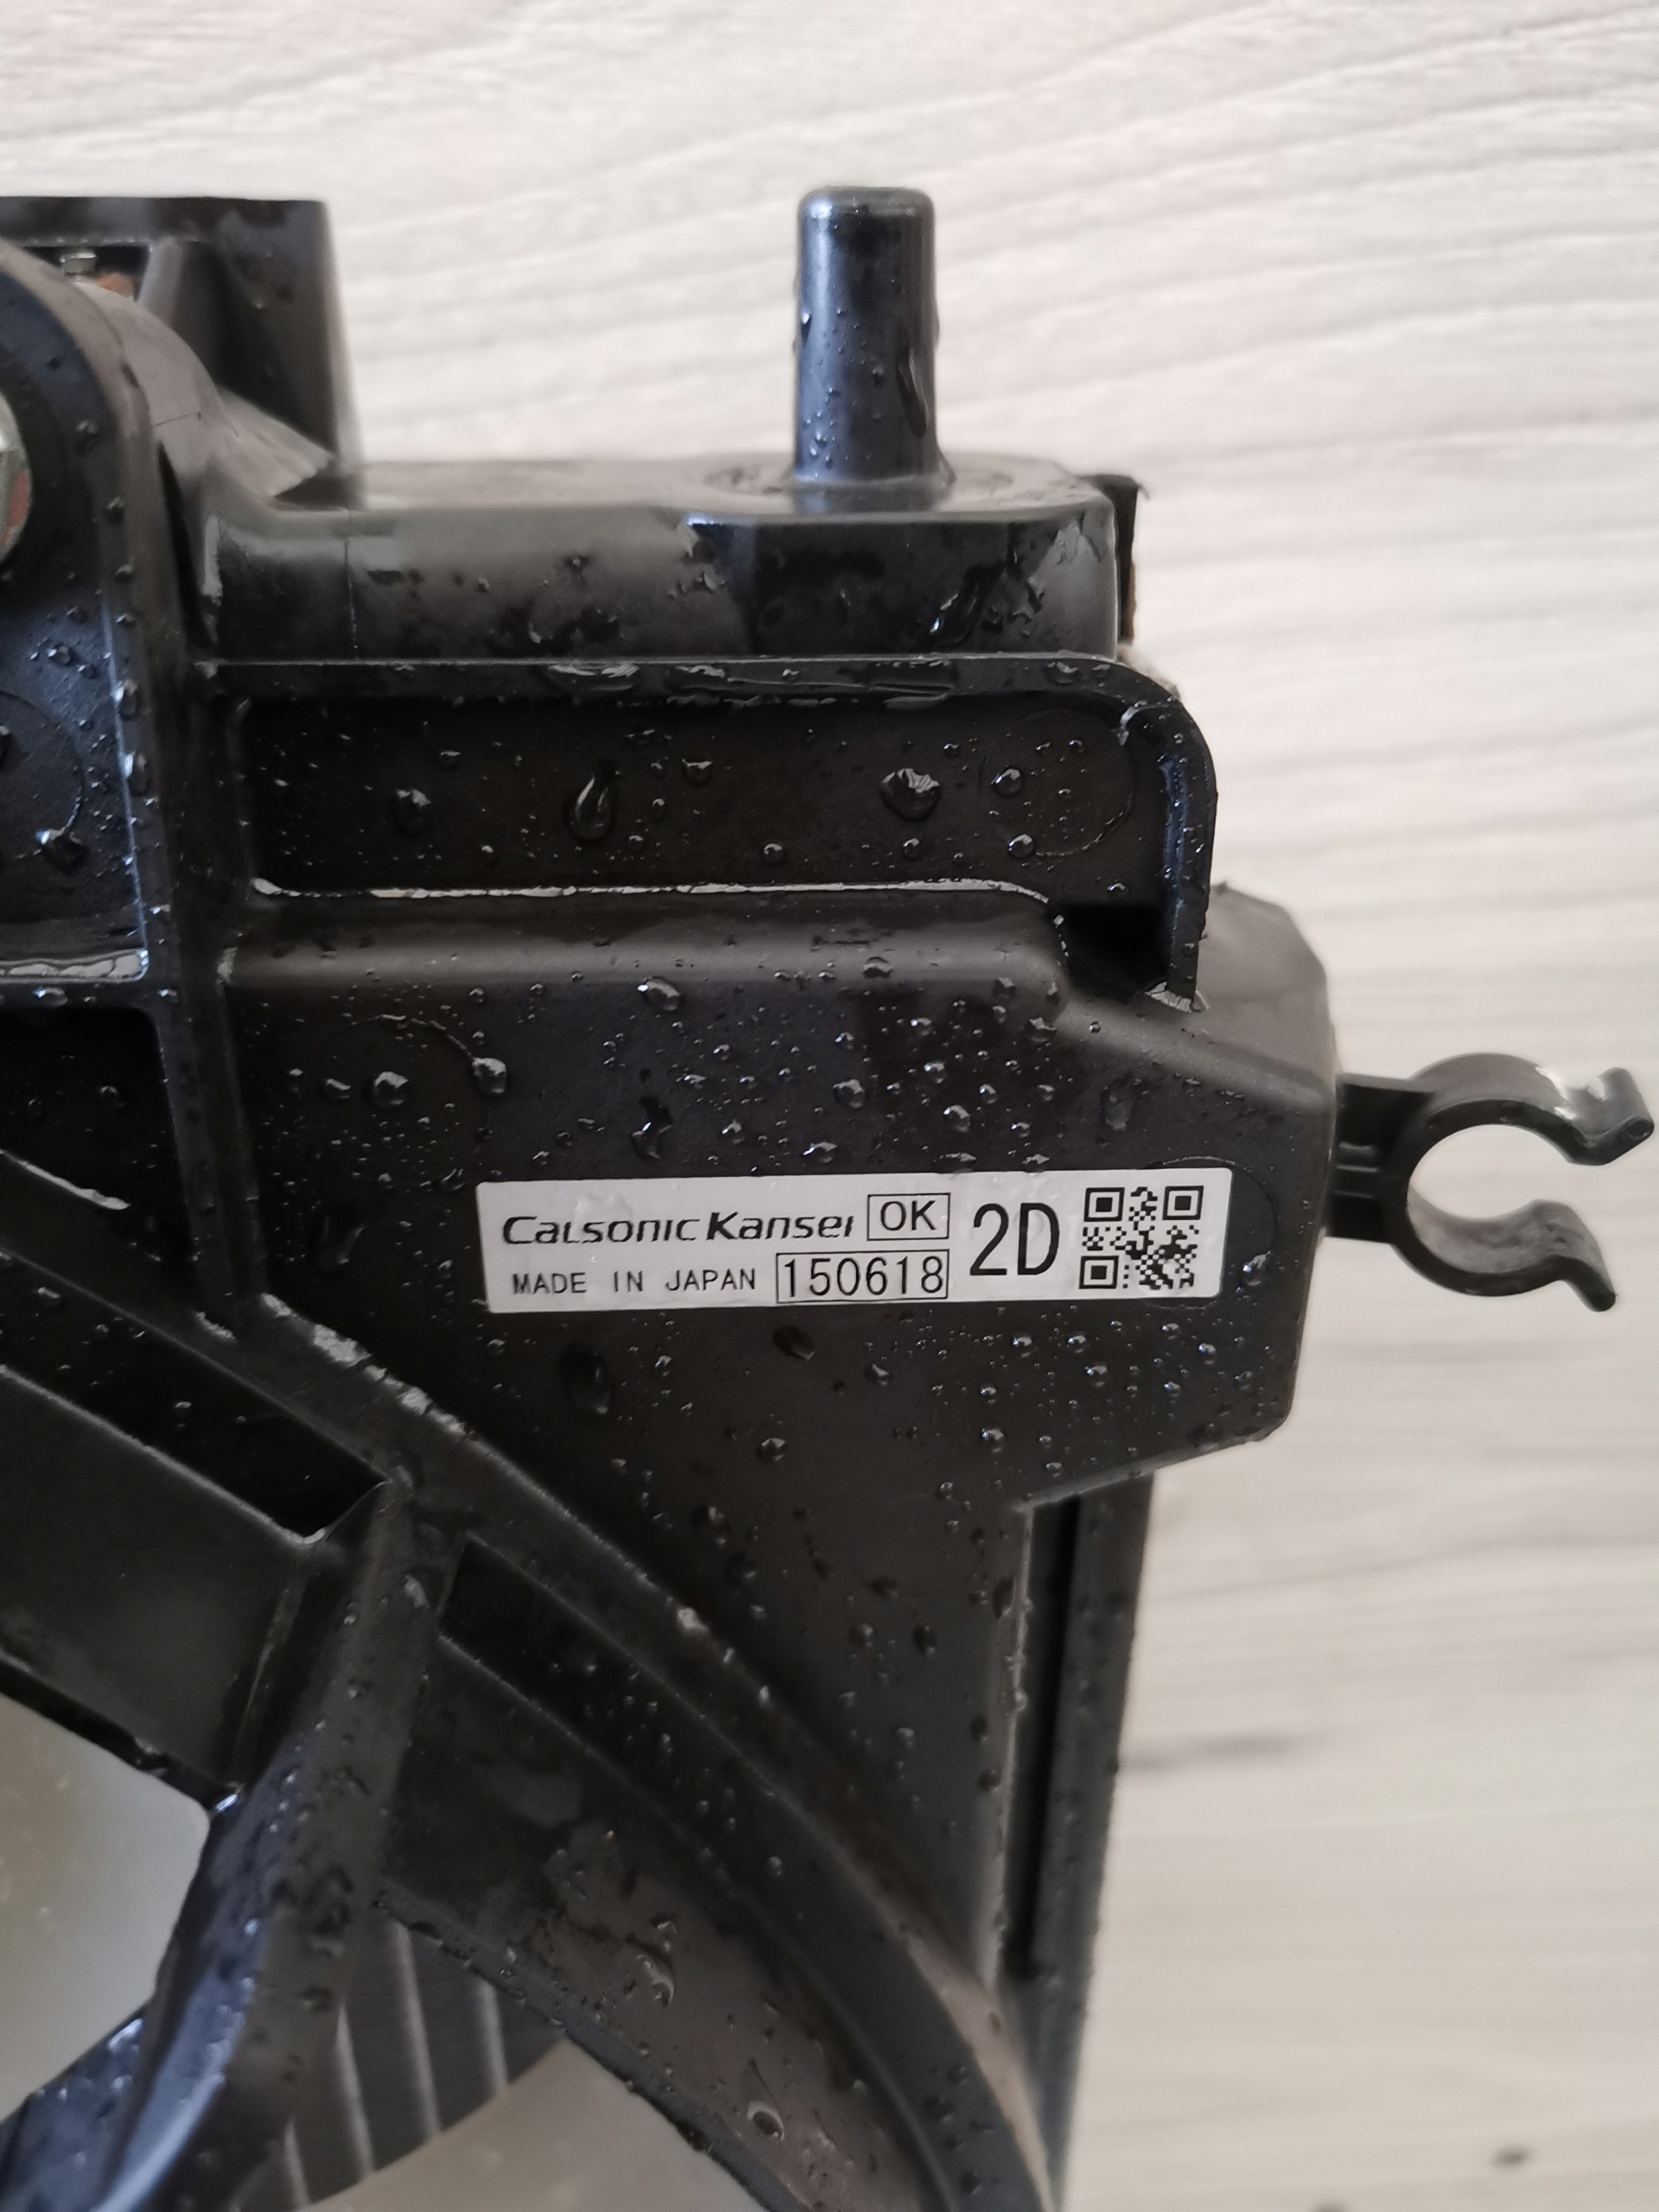 CalsonicKansei OK 2D
MADE IN JAPAN 150618